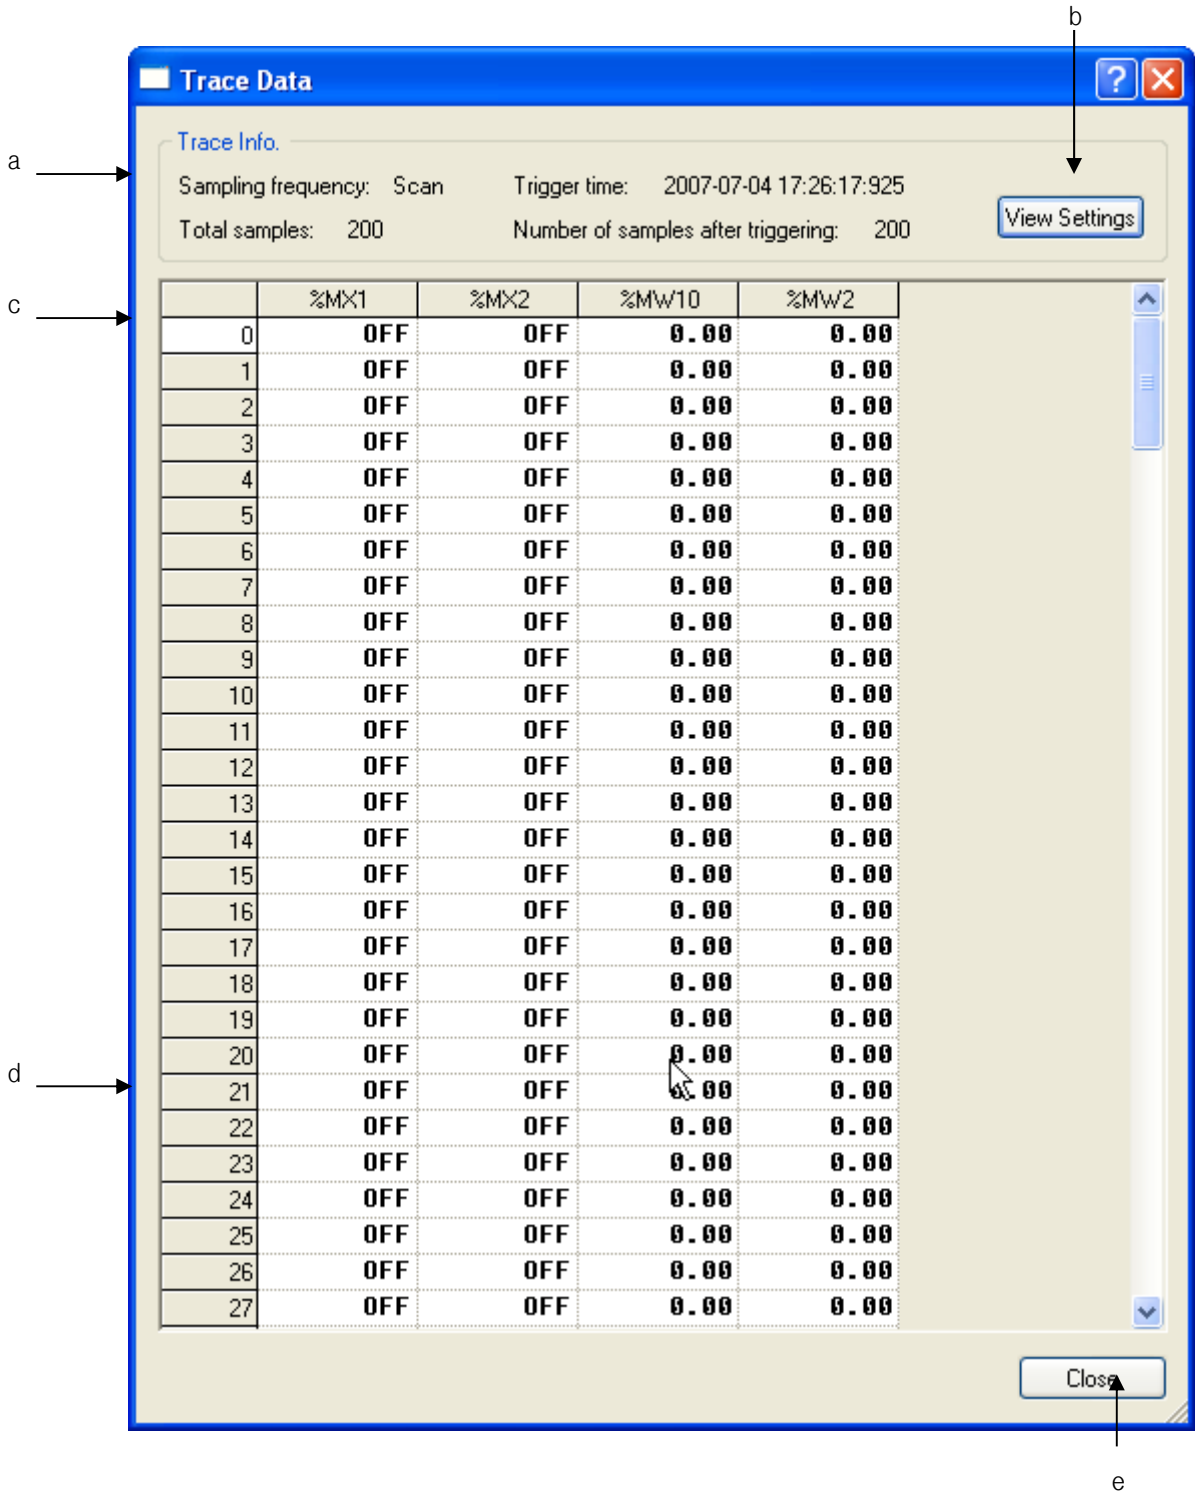 b
Trace Data
a
Trace Info.
Sampling frequency: Scan Trigger time: 2007-07-04 17:26:17:925
Total samples: 200 Number of samples after triggering: 200
View Settings
c
%MX1 %MX2 %MW10 %MW2
0 OFF OFF 0.00 0.00
1 OFF OFF 0.00 0.00
2 OFF OFF 0.00 0.00
3 OFF OFF 0.00 0.00
4 OFF OFF 0.00 0.00
5 OFF OFF 0.00 0.00
6 OFF OFF 0.00 0.00
7 OFF OFF 0.00 0.00
8 OFF OFF 0.00 0.00
9 OFF OFF 0.00 0.00
10 OFF OFF 0.00 0.00
11 OFF OFF 0.00 0.00
12 OFF OFF 0.00 0.00
13 OFF OFF 0.00 0.00
14 OFF OFF 0.00 0.00
15 OFF OFF 0.00 0.00
16 OFF OFF 0.00 0.00
17 OFF OFF 0.00 0.00
18 OFF OFF 0.00 0.00
19 OFF OFF 0.00 0.00
20 OFF OFF 0.00 0.00
d
21 OFF OFF 0.00 0.00
22 OFF OFF 0.00 0.00
23 OFF OFF 0.00 0.00
24 OFF OFF 0.00 0.00
25 OFF OFF 0.00 0.00
26 OFF OFF 0.00 0.00
27 OFF OFF 0.00 0.00
Close
e